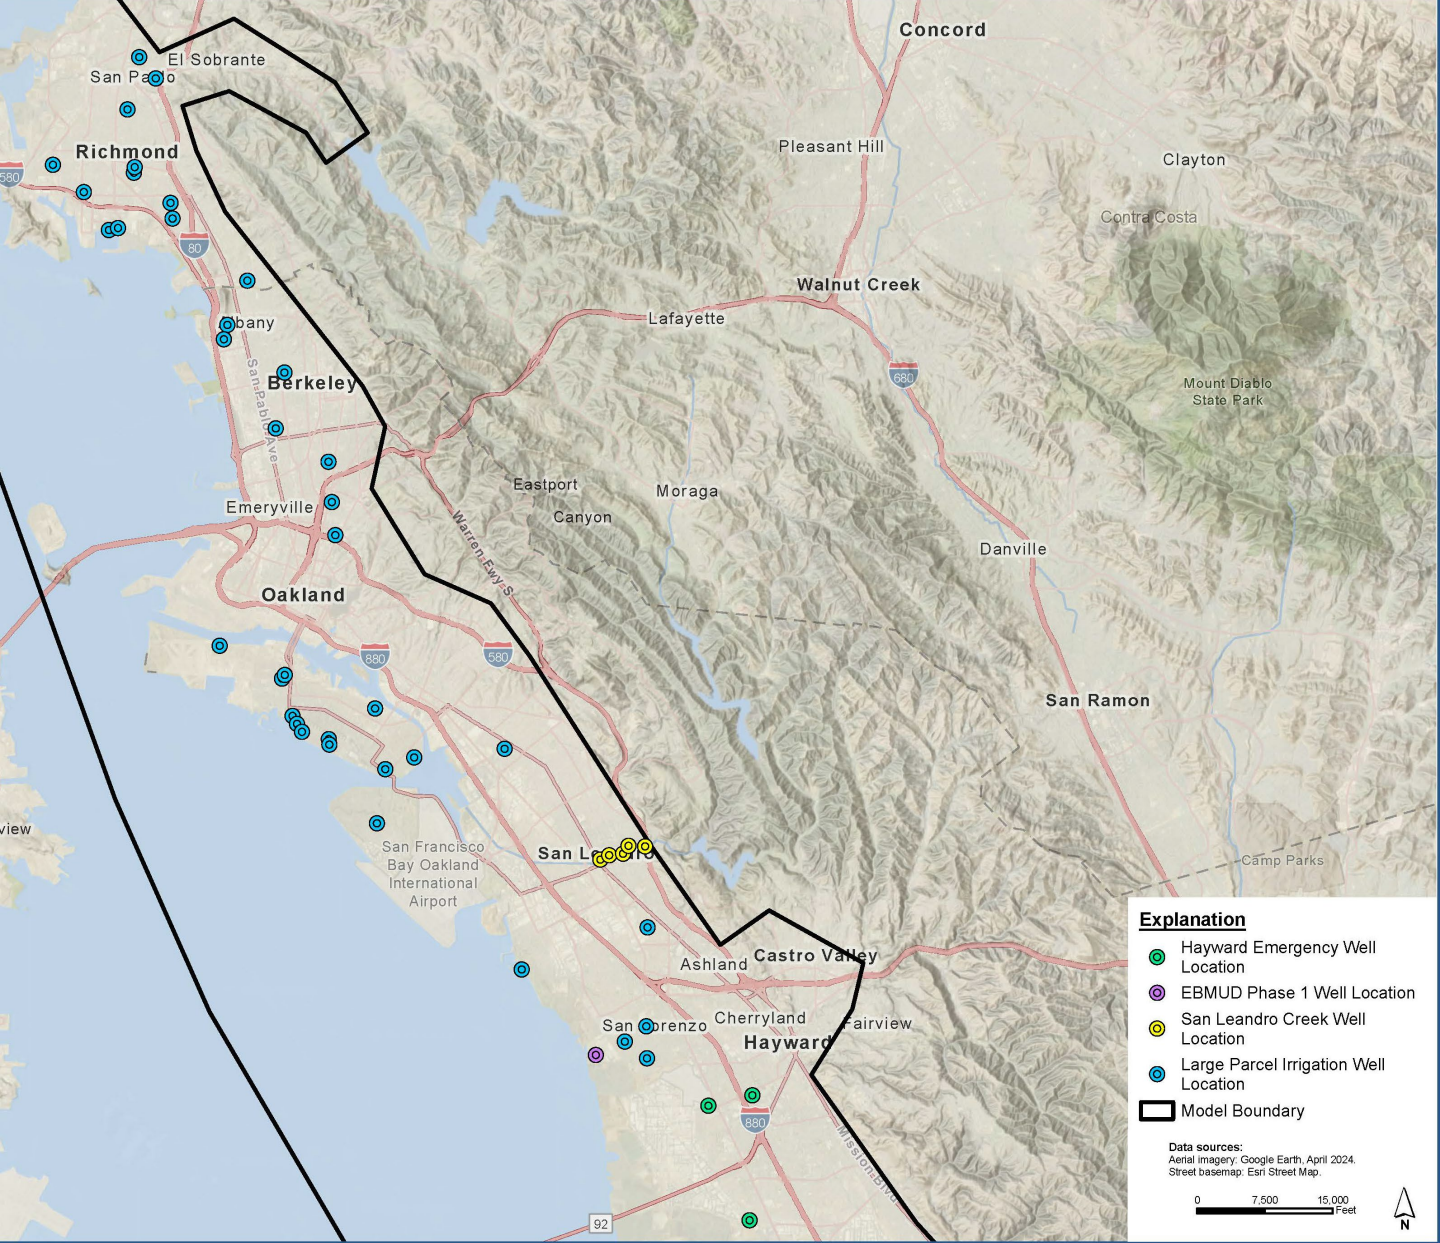 Concord
El Sobrante
San Pablo
Richmond
Pleasant Hill
Clayton
580
Contra Costa
80
Walnut Creek
Lafayette
Albany
San Pablo Ave
Berkeley
680
Mount Diablo
State Park
Eastport
Moraga
Emeryville
Canyon
Warren Fwy S
Danville
Oakland
880
580
San Ramon
view
San Francisco
Bay Oakland
International
Airport
San Leandro
Camp Parks
Castro Valley
Ashland
Cherryland
Fairview
San Lorenzo
Hayward
880
Mission Blvd
92
Explanation
Hayward Emergency Well
Location
EBMUD Phase 1 Well Location
San Leandro Creek Well
Location
Large Parcel Irrigation Well
Location
Model Boundary
Data sources:
Aerial imagery: Google Earth, April 2024.
Street basemap: Esri Street Map.
0 7,500 15,000
Feet
N